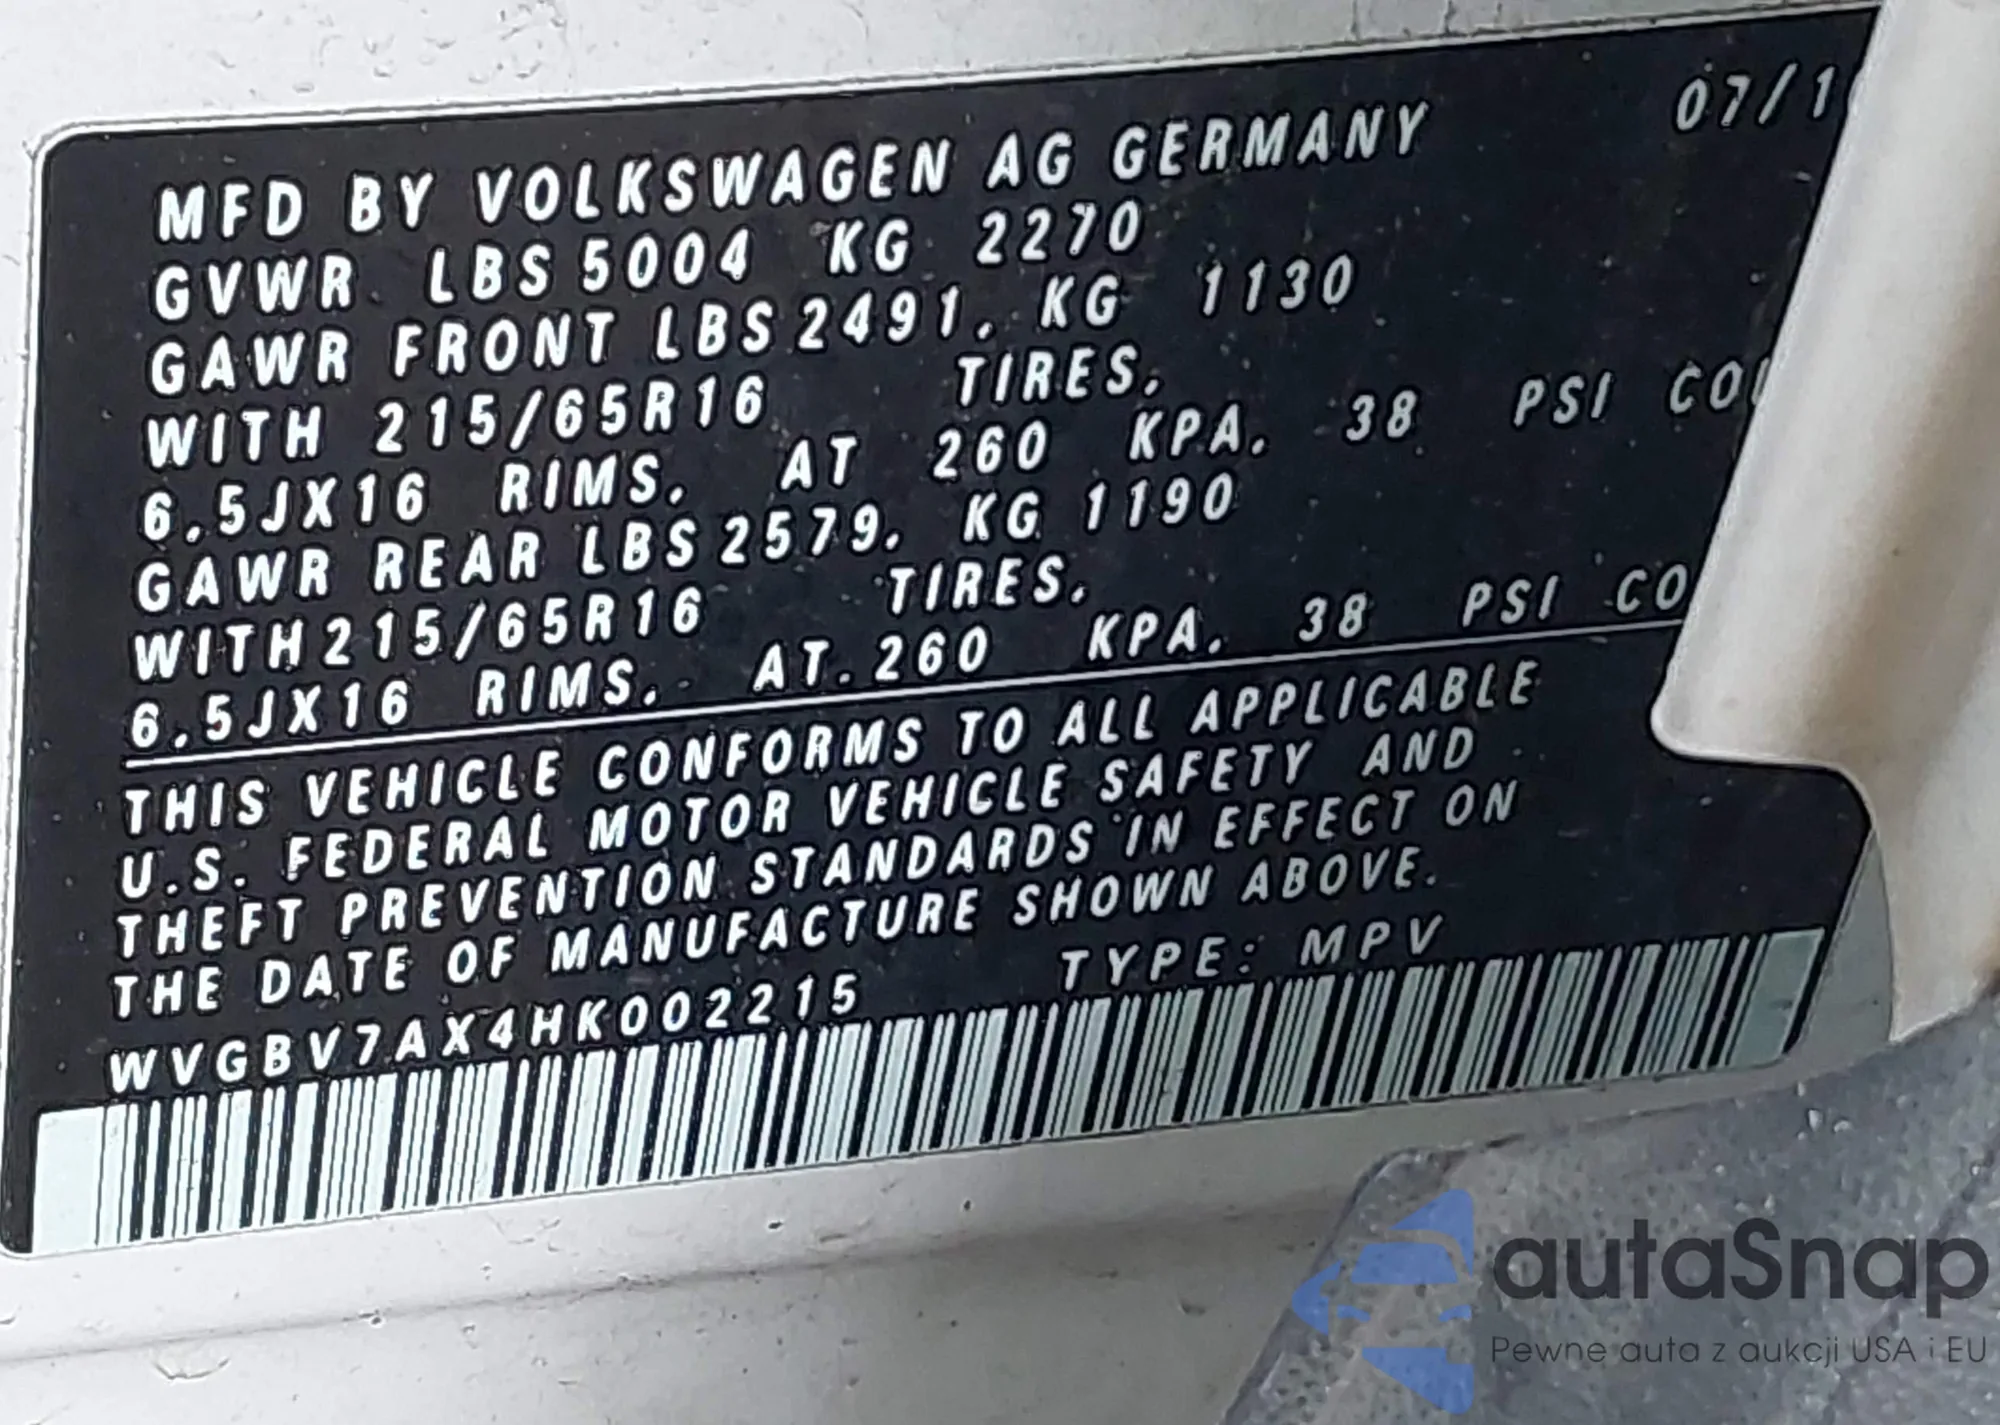 07/1
MFD BY VOLKSWAGEN AG GERMANY
GVWR LBS 5004 KG 2270
GAWR FRONT LBS 2491, KG 1130
WITH 215/65R16 TIRES,
6,5JX16 RIMS, AT 260 KPA, 38 PSI CO
GAWR REAR LBS 2579, KG 1190
WITH 215/65R16 TIRES,
6,5JX16 RIMS, AT 260 KPA, 38 PSI CO
THIS VEHICLE CONFORMS TO ALL APPLICABLE
U.S. FEDERAL MOTOR VEHICLE SAFETY AND
THEFT PREVENTION STANDARDS IN EFFECT ON
THE DATE OF MANUFACTURE SHOWN ABOVE.
WVGBV7AX4HK002215 TYPE: MPV
autaSnap
Pewne auta z aukcji USA i EU